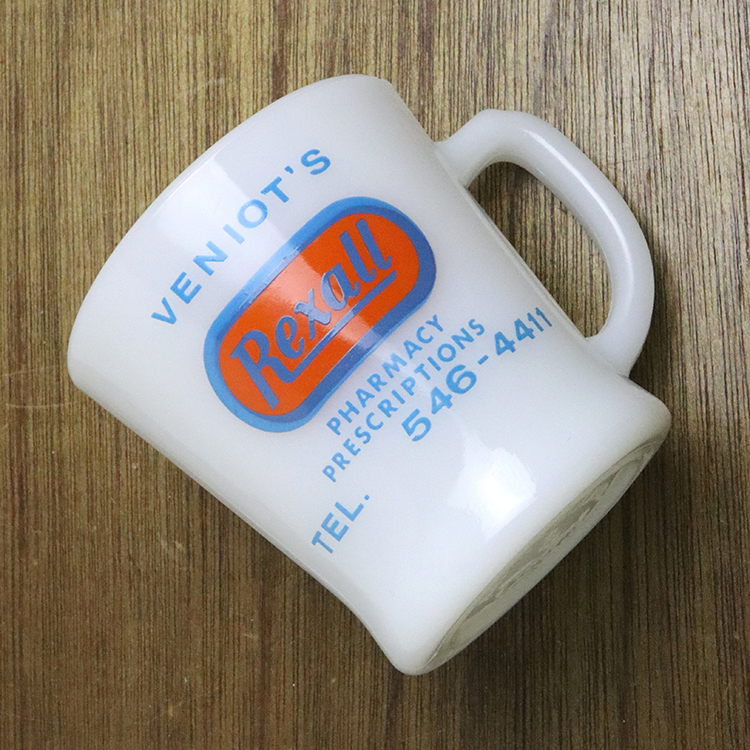 VENIOT'S
Rexall
PHARMACY
PRESCRIPTIONS
TEL. 546-4411